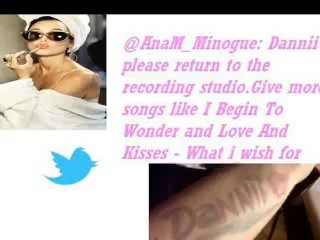 @AnaM_Minogue: Dannii
please return to the
recording studio.Give more
songs like I Begin To
Wonder and Love And
Kisses - What i wish for
Dannii